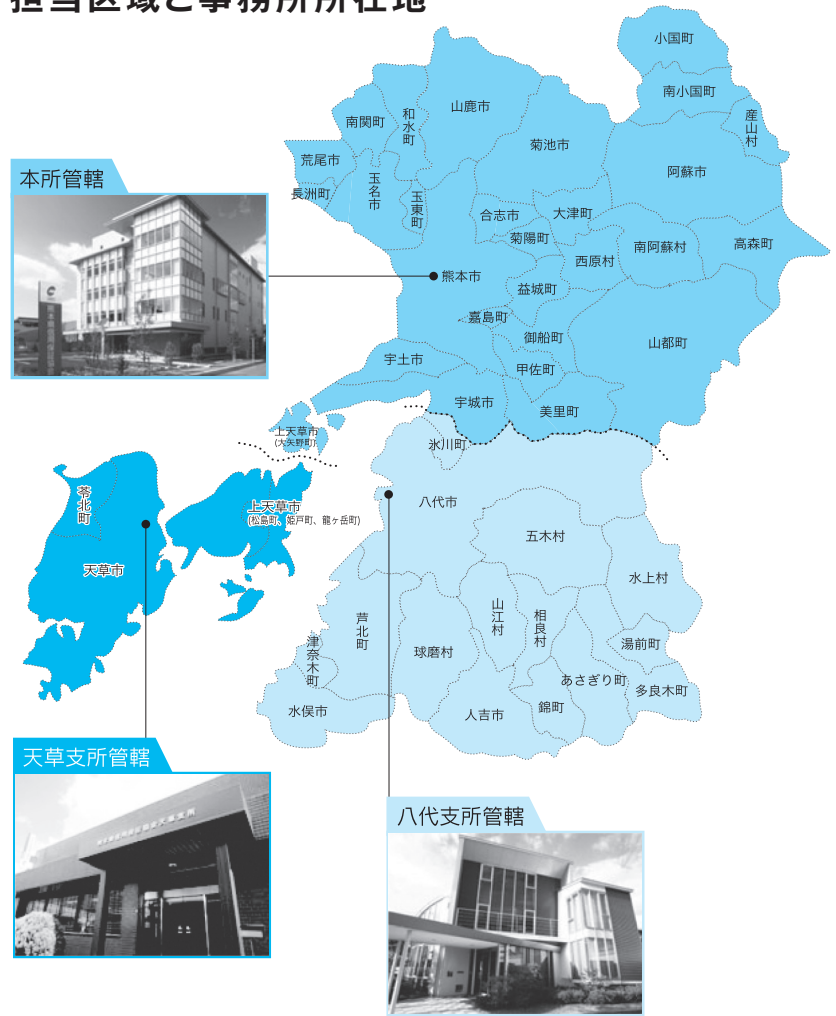 担当区域と事務所所在地
小国町
南小国町
産山村
山鹿市
和水町
南関町
菊池市
荒尾市
阿蘇市
長洲町
玉名市
玉東町
合志市
大津町
菊陽町
西原村
南阿蘇村
高森町
本所管轄
熊本市
益城町
嘉島町
御船町
山都町
宇土市
甲佐町
宇城市
美里町
上天草市
(大矢野町)
氷川町
苓北町
上天草市
(松島町、姫戸町、龍ヶ岳町)
天草市
八代市
五木村
水上村
山江村
相良村
芦北町
津奈木町
球磨村
湯前町
あさぎり町
多良木町
水俣市
人吉市
錦町
天草支所管轄
八代支所管轄